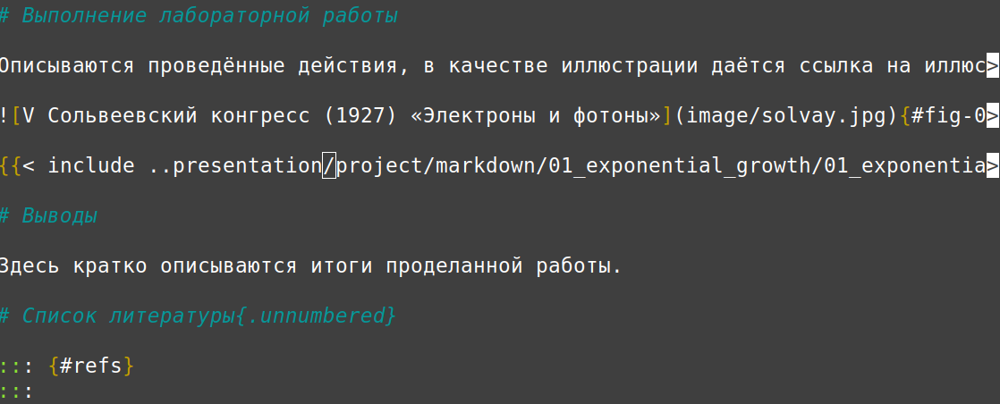 # Выполнение лабораторной работы
Описываются проведённые действия, в качестве иллюстрации даётся ссылка на иллюс>
![V Сольвеевский конгресс (1927) «Электроны и фотоны»](image/solvay.jpg){#fig-0>
{{< include ..presentation/project/markdown/01_exponential_growth/01_exponentia>
# Выводы
Здесь кратко описываются итоги проделанной работы.
# Список литературы{.unnumbered}
::: {#refs}
:::